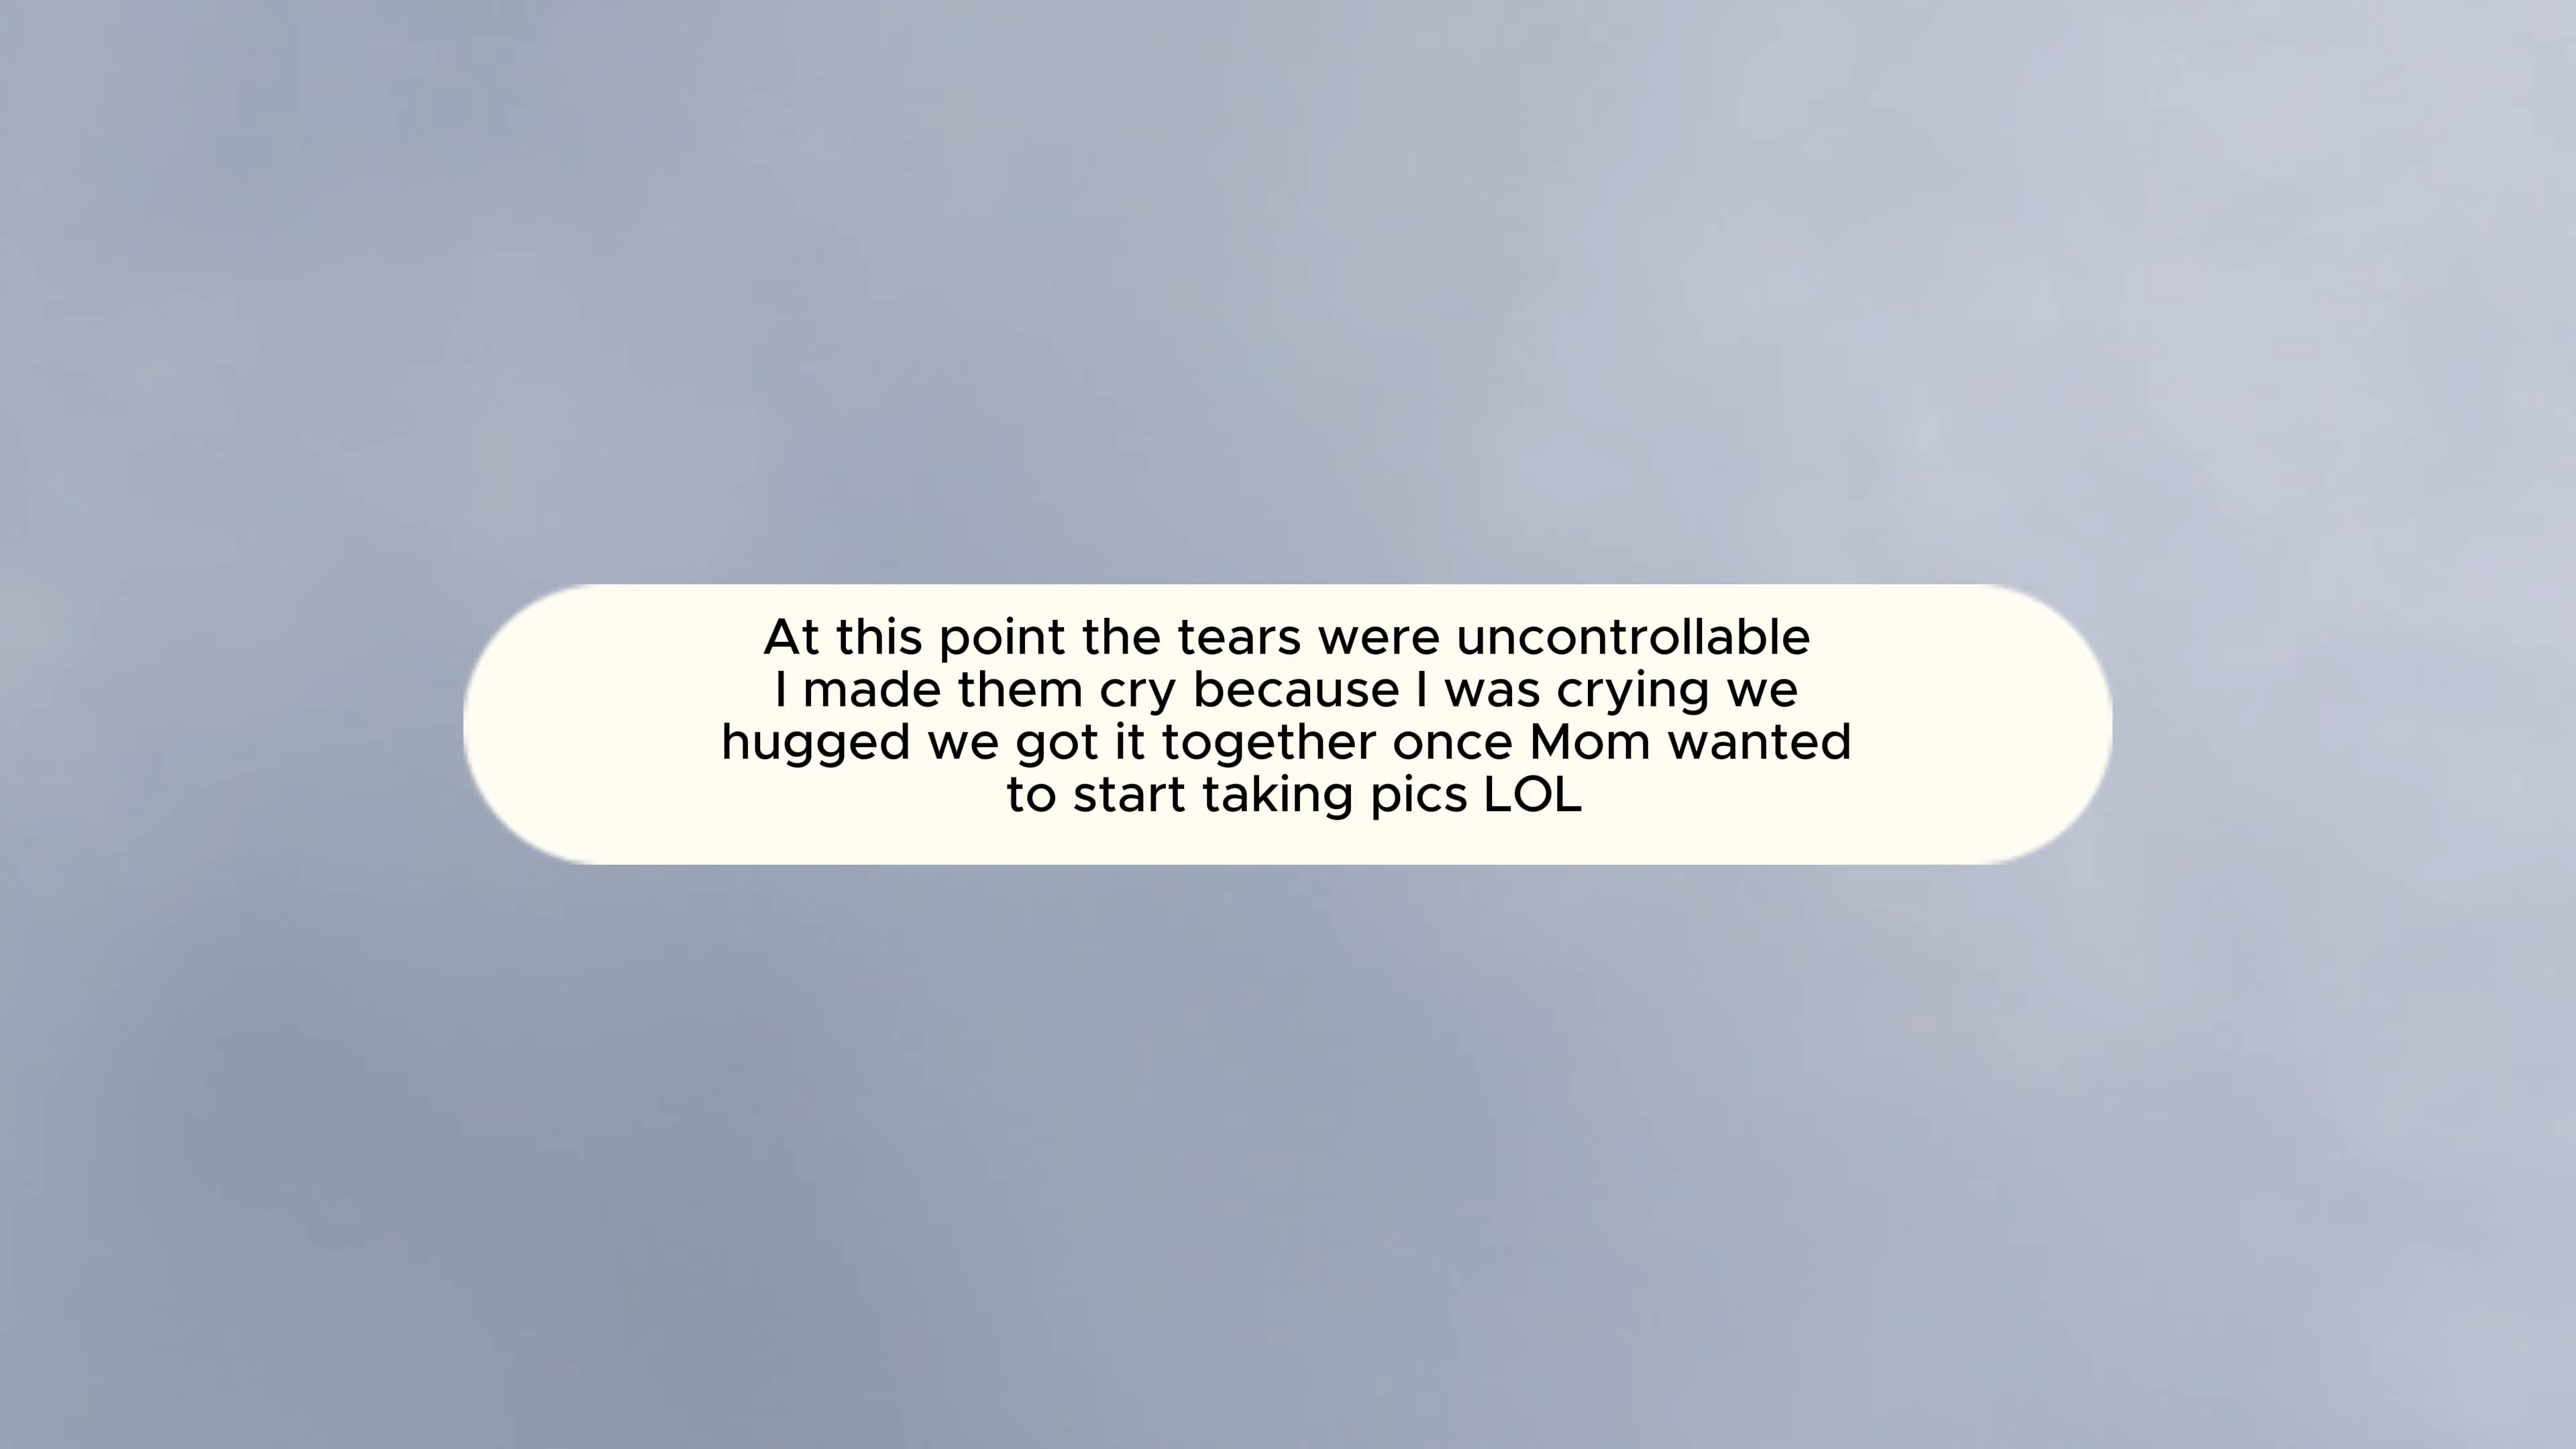 At this point the tears were uncontrollable
I made them cry because I was crying we
hugged we got it together once Mom wanted
to start taking pics LOL